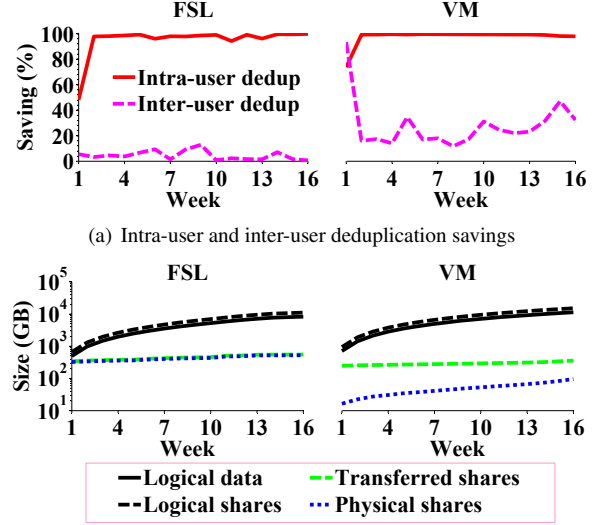 FSL VM
Saving (%)
100
80
60
40
20
0
Intra-user dedup
Inter-user dedup
1 4 7 10 13 16 1 4 7 10 13 16
Week Week
(a) Intra-user and inter-user deduplication savings
FSL VM
Size (GB)
10^5
10^4
10^3
10^2
10^1
1 4 7 10 13 16 1 4 7 10 13 16
Week Week
Logical data Transferred shares
Logical shares Physical shares